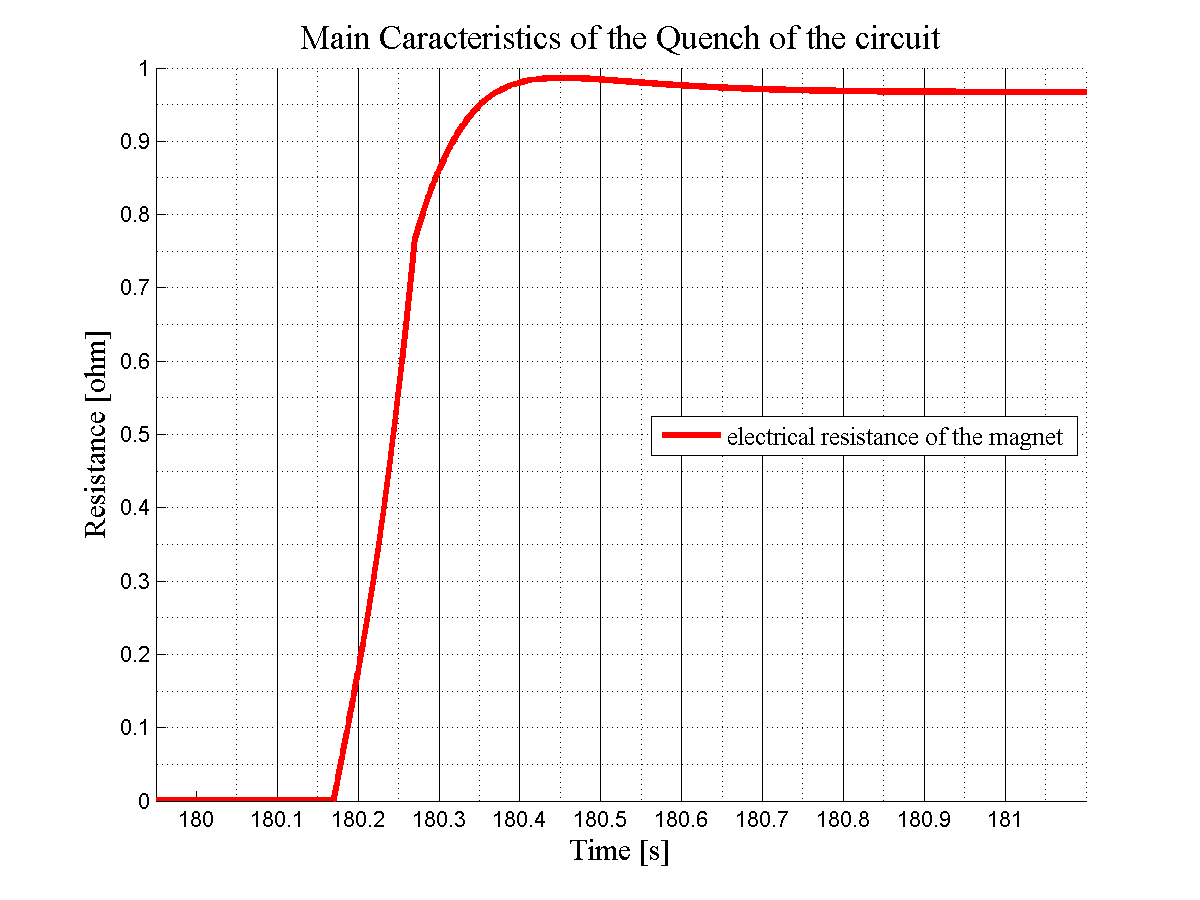 Main Caracteristics of the Quench of the circuit
1
0.9
0.8
0.7
0.6
0.5
0.4
0.3
0.2
0.1
0
Resistance [ohm]
electrical resistance of the magnet
180 180.1 180.2 180.3 180.4 180.5 180.6 180.7 180.8 180.9 181
Time [s]